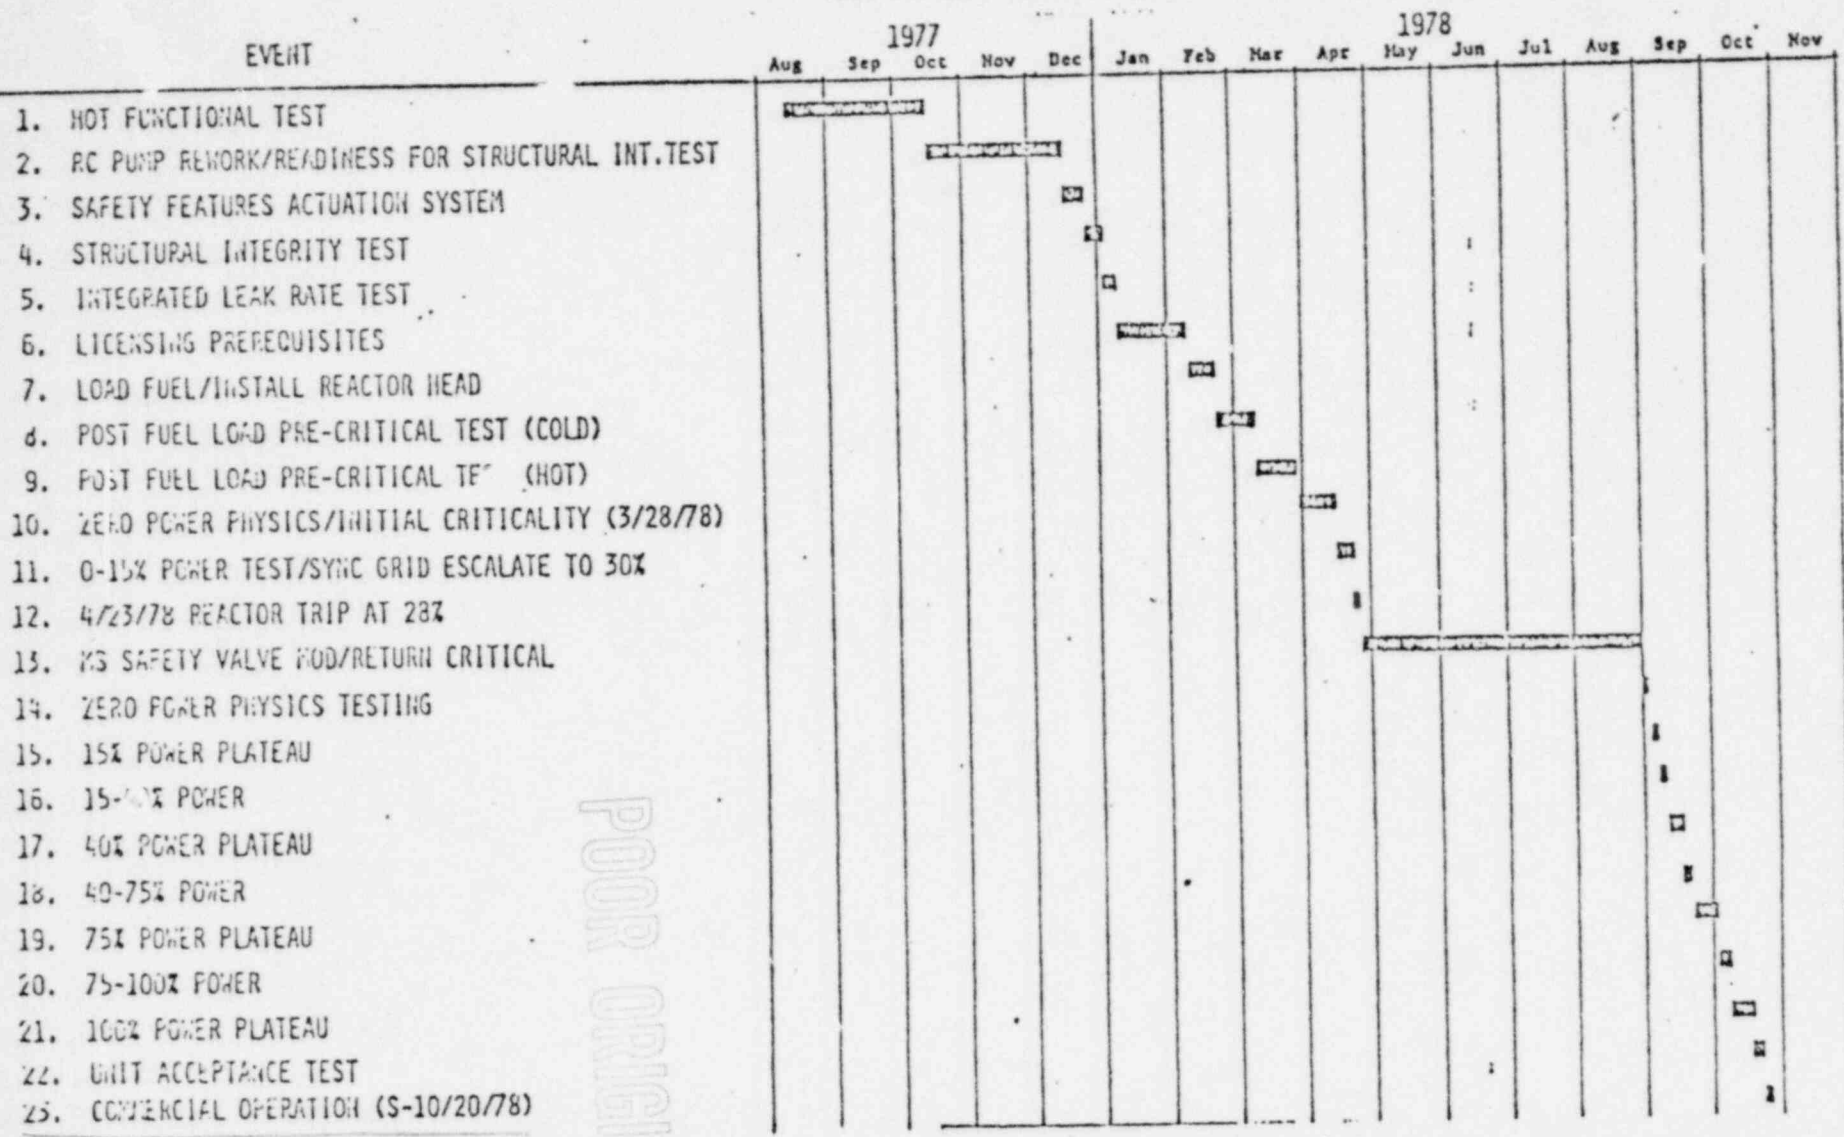 1977 1978
EVENT Aug Sep Oct Nov Dec Jan Feb Mar Apr May Jun Jul Aug Sep Oct Nov
1. HOT FUNCTIONAL TEST
2. RC PUMP REWORK/READINESS FOR STRUCTURAL INT.TEST
3. SAFETY FEATURES ACTUATION SYSTEM
4. STRUCTURAL INTEGRITY TEST
5. INTEGRATED LEAK RATE TEST
6. LICENSING PREREQUISITES
7. LOAD FUEL/INSTALL REACTOR HEAD
8. POST FUEL LOAD PRE-CRITICAL TEST (COLD)
9. POST FUEL LOAD PRE-CRITICAL (HOT)
10. ZERO POWER PHYSICS/INITIAL CRITICALITY (3/28/78)
11. 0-15% POWER TEST/SYNC GRID ESCALATE TO 30%
12. 4/23/78 REACTOR TRIP AT 28%
13. MS SAFETY VALVE MOD/RETURN CRITICAL
14. ZERO POWER PHYSICS TESTING
15. 15% POWER PLATEAU
16. POWER
17. 40% POWER PLATEAU
18. 40-75% POWER
19. 75% POWER PLATEAU
20. 75-100% POWER
21. 100% POWER PLATEAU
22. UNIT ACCEPTANCE TEST
23. COMMERCIAL OPERATION (S-10/20/78)
POOR